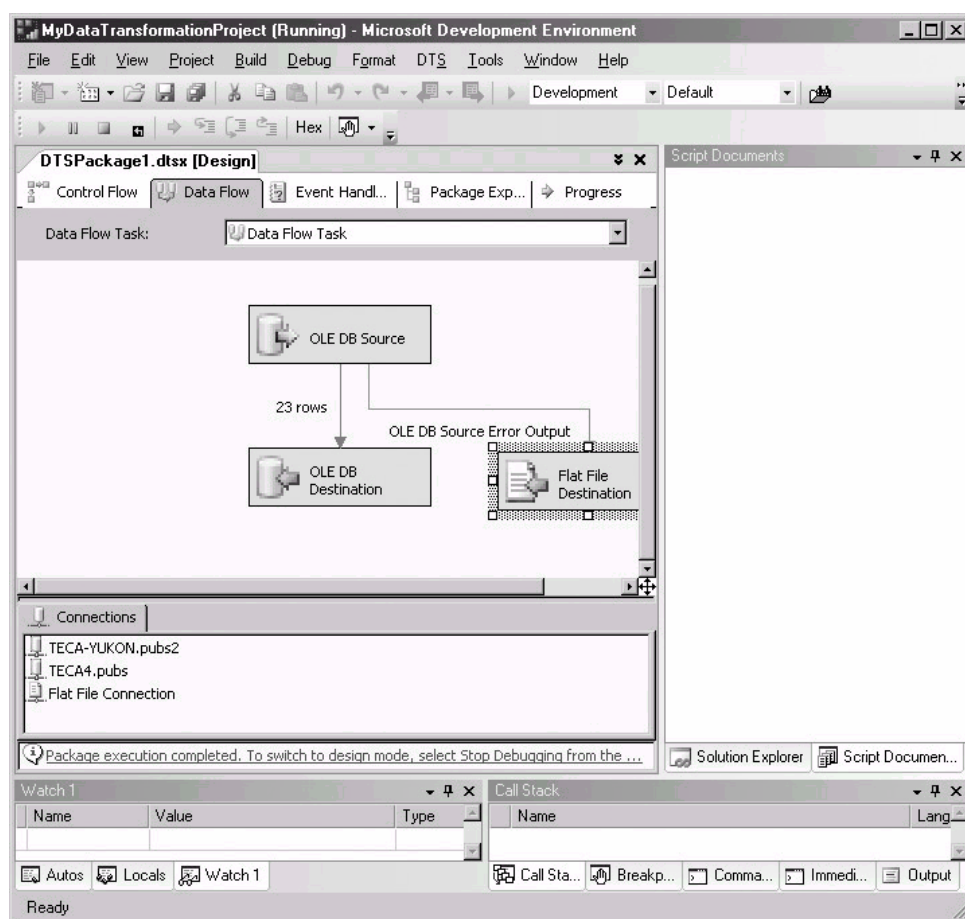 MyDataTransformationProject (Running) - Microsoft Development Environment
File Edit View Project Build Debug Format DTS Tools Window Help
Development Default
Hex
DTSPackage1.dtsx [Design]
Script Documents
Control Flow Data Flow Event Handl... Package Exp... Progress
Data Flow Task: Data Flow Task
OLE DB Source
23 rows
OLE DB Source Error Output
OLE DB
Destination
Flat File
Destination
Connections
TECA-YUKON.pubs2
TECA4.pubs
Flat File Connection
Package execution completed. To switch to design mode, select Stop Debugging from the ...
Solution Explorer Script Documen...
Watch 1
Name Value Type
Autos Locals Watch 1
Call Stack
Name Lang
Call Sta... Breakp... Comma... Immedi... Output
Ready